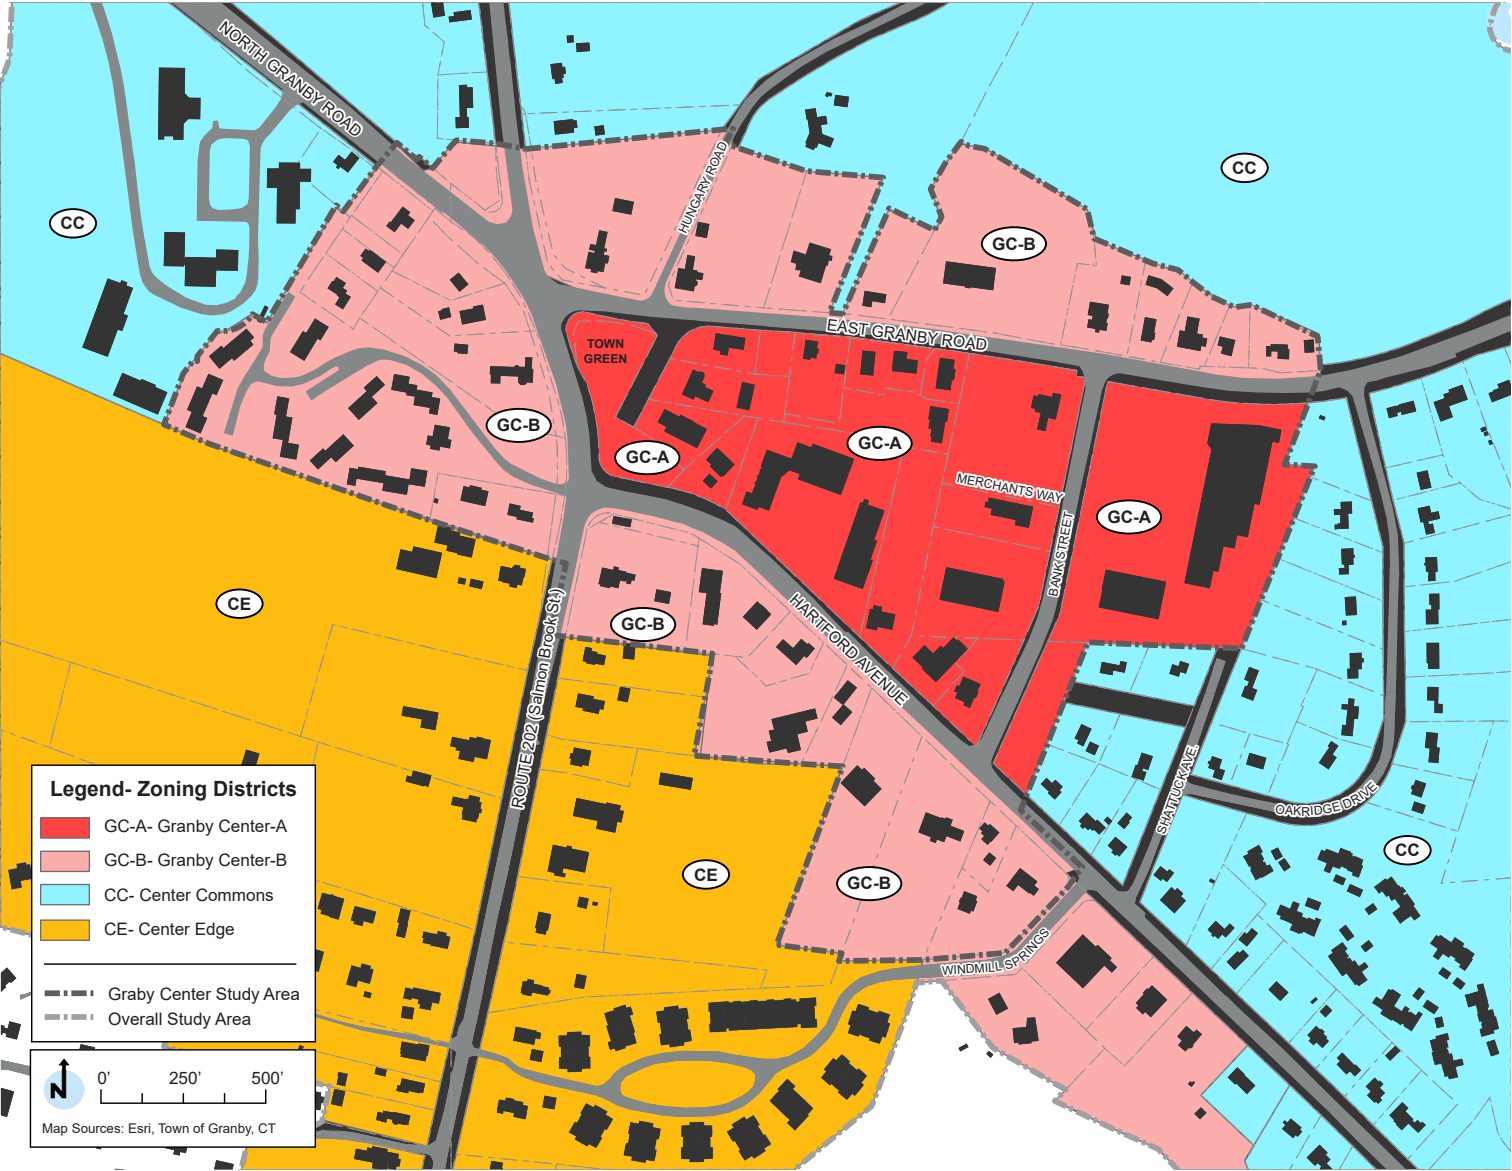 NORTH GRANBY ROAD
HUNGARY ROAD
CC
CC
GC-B
EAST GRANBY ROAD
TOWN
GREEN
GC-B
GC-A
GC-A
MERCHANTS WAY
GC-A
BANK STREET
CE
GC-B
HARTFORD AVENUE
ROUTE 202 (Salmon Brook St.)
SHATTUCK AVE.
OAKRIDGE DRIVE
CC
CE
GC-B
WINDMILL SPRINGS
Legend- Zoning Districts
GC-A- Granby Center-A
GC-B- Granby Center-B
CC- Center Commons
CE- Center Edge
Graby Center Study Area
Overall Study Area
N
0' 250' 500'
Map Sources: Esri, Town of Granby, CT